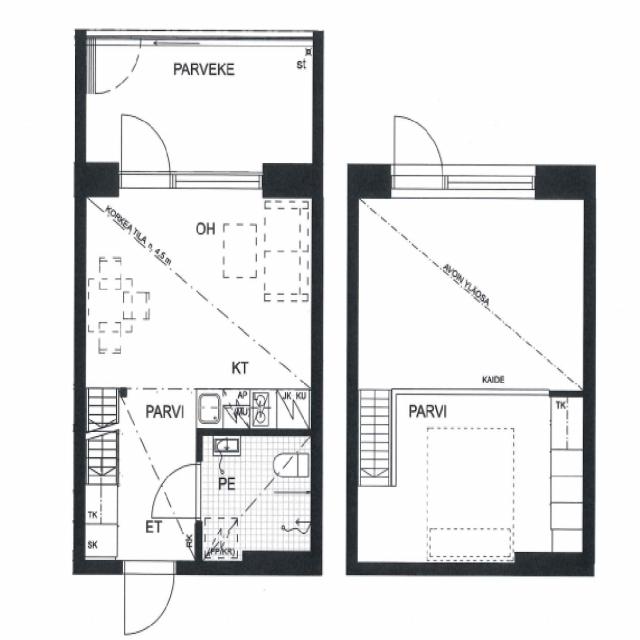 PARVEKE
st
KORKEA TILA n. 4,5 m
OH
KT
PARVI
AP
MU
JK KU
PE
TK
SK
ET
RK
(PP/KR)
AVOIN YLÄOSA
KAIDE
PARVI
TK